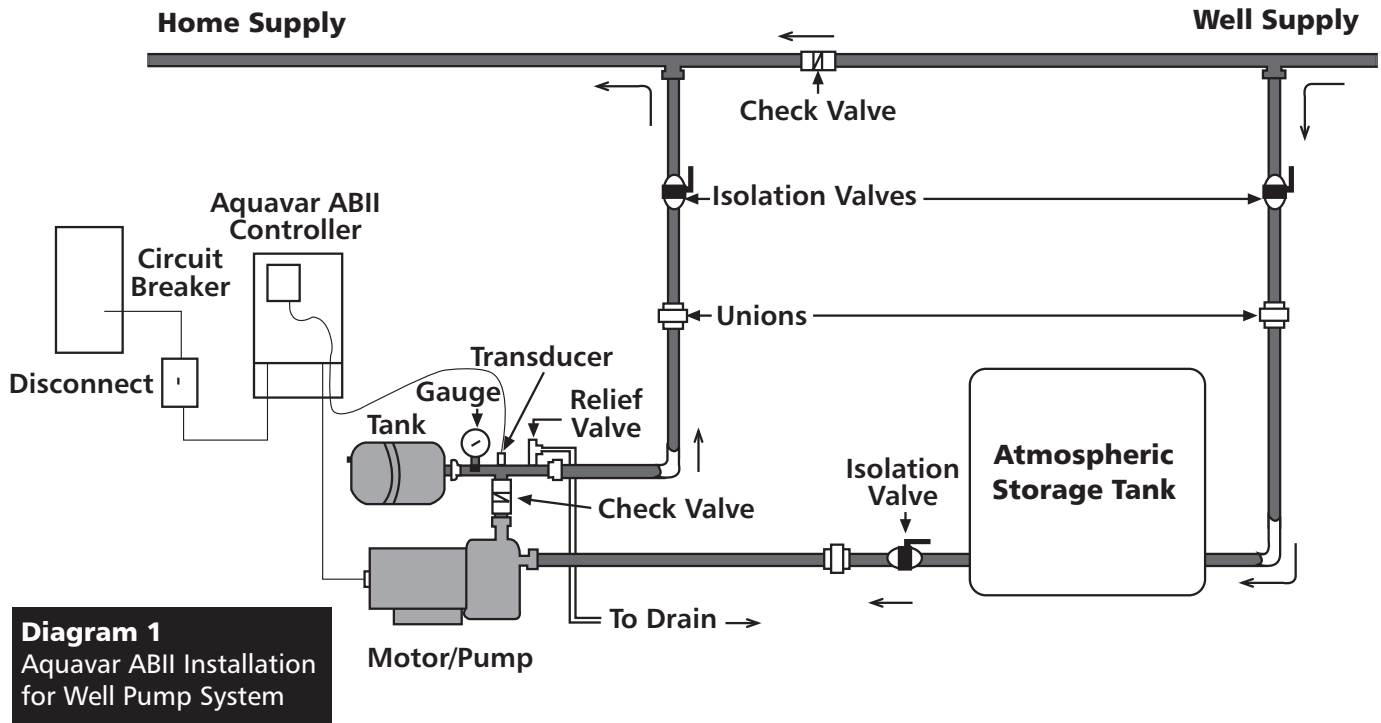 Home Supply
Well Supply
Check Valve
Isolation Valves
Aquavar ABII
Controller
Circuit
Breaker
Unions
Disconnect
Transducer
Gauge
Relief
Valve
Tank
Isolation
Valve
Atmospheric
Storage Tank
Check Valve
To Drain
Motor/Pump
Diagram 1
Aquavar ABII Installation
for Well Pump System